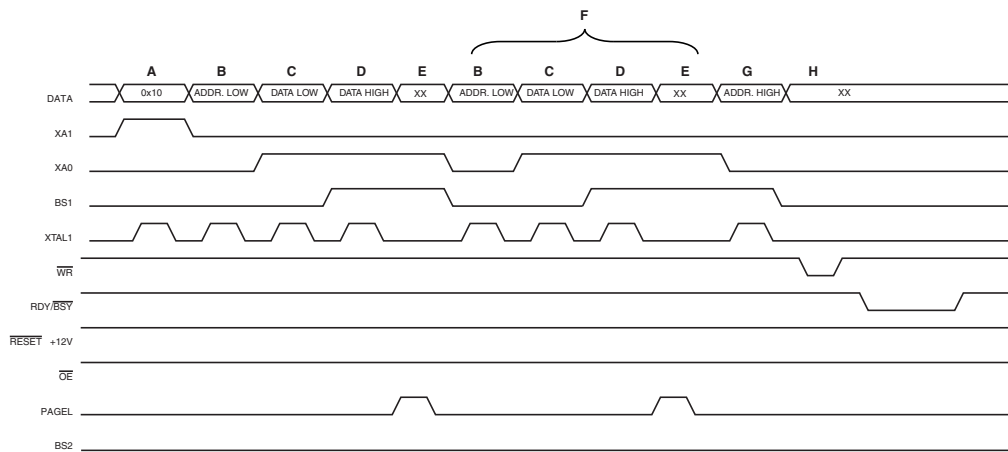 F
A B C D E B C D E G H
DATA 0x10 ADDR. LOW DATA LOW DATA HIGH XX ADDR. LOW DATA LOW DATA HIGH XX ADDR. HIGH XX
XA1
XA0
BS1
XTAL1
WR
RDY/BSY
RESET +12V
OE
PAGEL
BS2